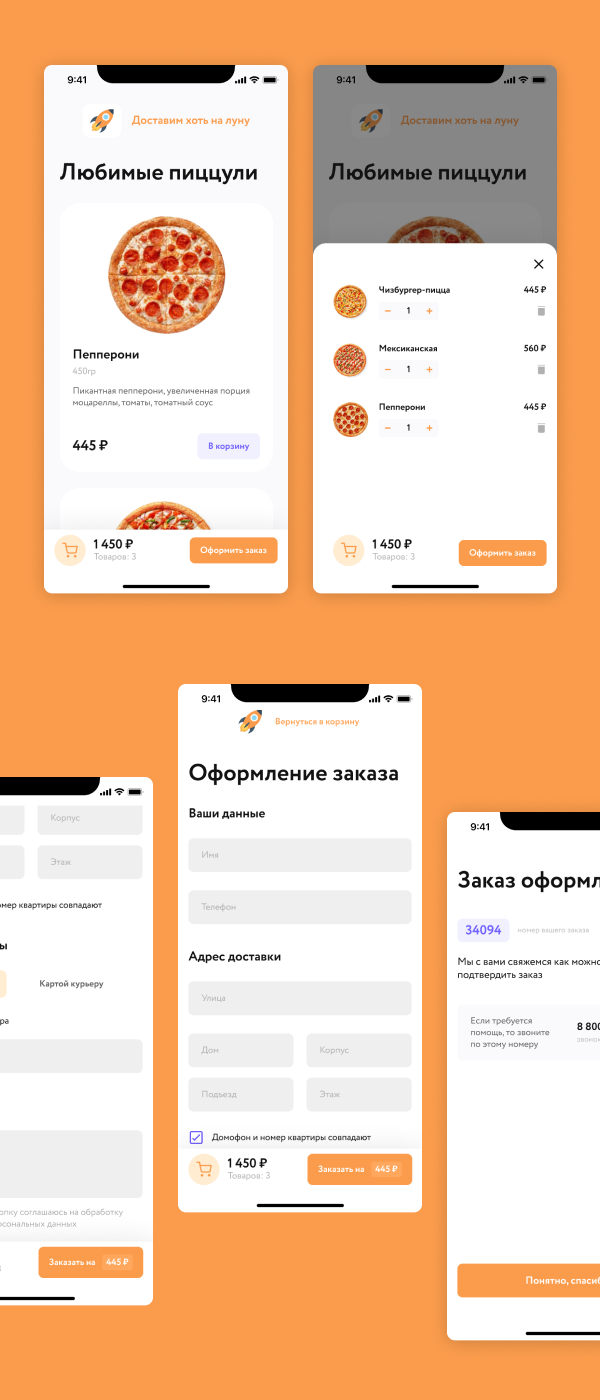 9:41
Доставим хоть на луну
Любимые пиццули
Пепперони
450гр
Пикантная пепперони, увеличенная порция
моцареллы, томаты, томатный соус
445 ₽
В корзину
1 450 ₽
Товаров: 3
Оформить заказ
9:41
Доставим хоть на луну
Любимые пиццули
Чизбургер-пицца
445 ₽
1
Мексиканская
560 ₽
1
Пепперони
445 ₽
1
1 450 ₽
Товаров: 3
Оформить заказ
Корпус
Этаж
мер квартиры совпадают
ы
Картой курьеру
ра
опку соглашаюсь на обработку
рсональных данных
3
Заказать на 445 ₽
9:41
Вернуться в корзину
Оформление заказа
Ваши данные
Имя
Телефон
Адрес доставки
Улица
Дом
Корпус
Подъезд
Этаж
Домофон и номер квартиры совпадают
1 450 ₽
Товаров: 3
Заказать на 445 ₽
9:41
Заказ оформл
34094
номер вашего заказа
Мы с вами свяжемся как можно
подтвердить заказ
Если требуется
помощь, то звоните
по этому номеру
8 800
звонок
Понятно, спасиб